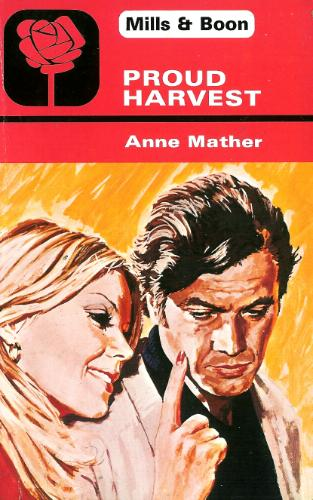 Mills & Boon
PROUD
HARVEST
Anne Mather